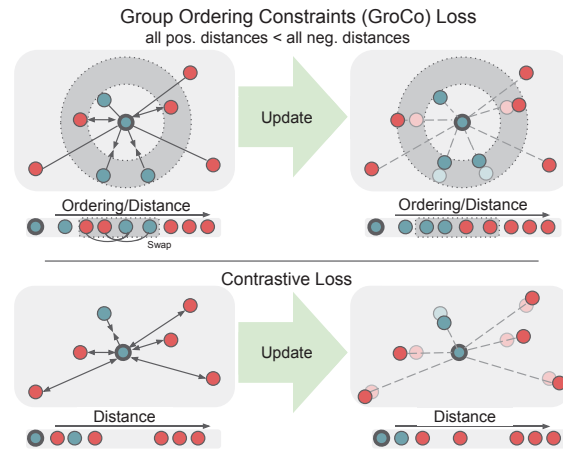 Group Ordering Constraints (GroCo) Loss
all pos. distances < all neg. distances
Update
Ordering/Distance
Ordering/Distance
Swap
Contrastive Loss
Update
Distance
Distance